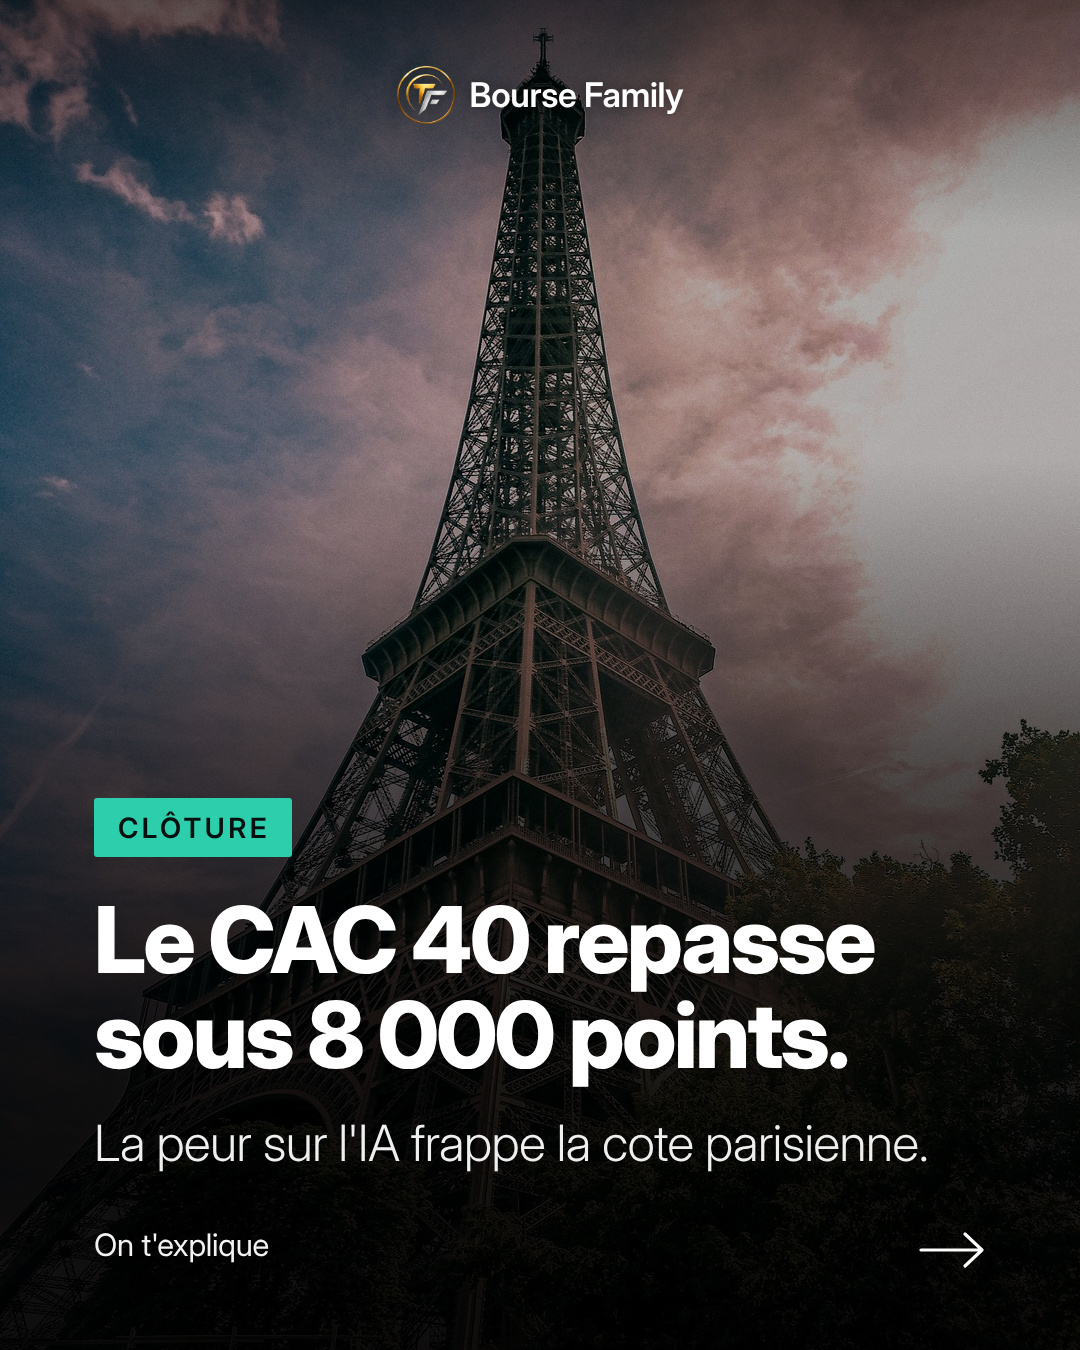 Bourse Family
CLÔTURE
Le CAC 40 repasse
sous 8 000 points.
La peur sur l'IA frappe la cote parisienne.
On t'explique